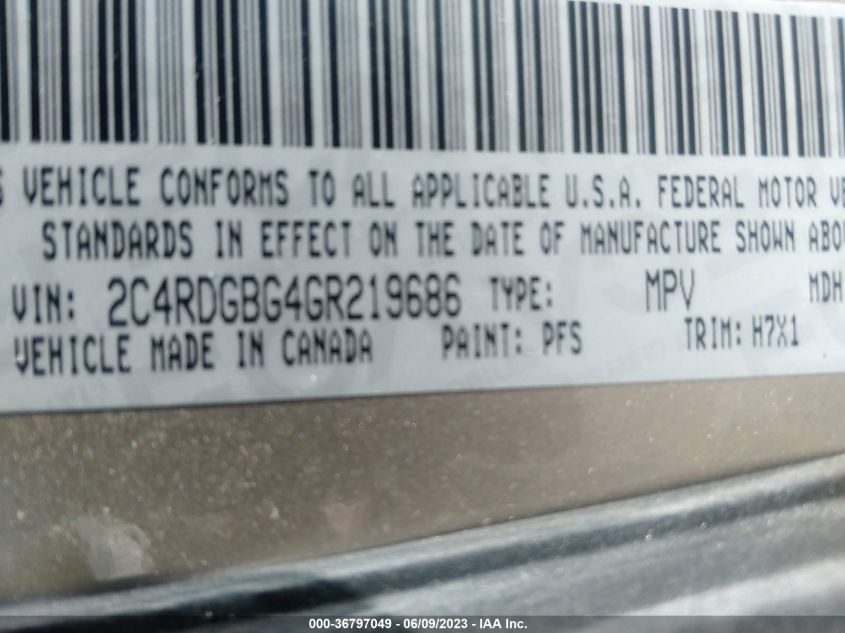 VEHICLE CONFORMS TO ALL APPLICABLE U.S.A. FEDERAL MOTOR VE
STANDARDS IN EFFECT ON THE DATE OF MANUFACTURE SHOWN ABO
VIN: 2C4RDGBG4GR219686 TYPE: MPV MDH
VEHICLE MADE IN CANADA PAINT: PFS TRIM: H7X1
000-36797049 - 06/09/2023 - IAA Inc.